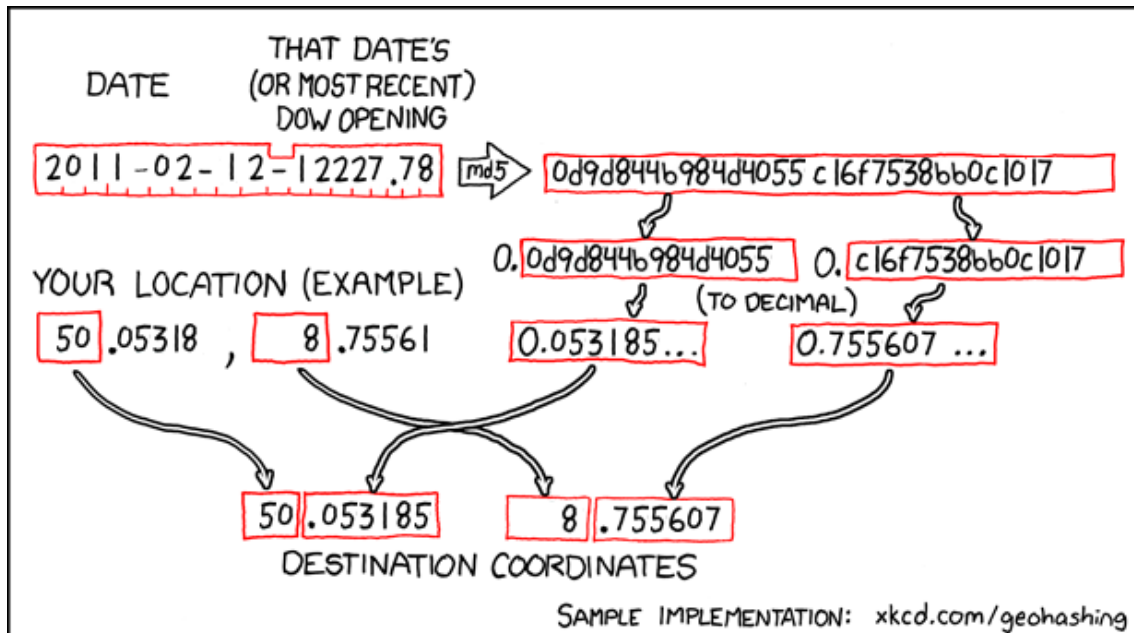 DATE
THAT DATE'S
(OR MOST RECENT)
DOW OPENING
2011-02-12-12227.78
md5
0d9d844b984d4055c16f7538bb0c1017
0.0d9d844b984d4055
0.c16f7538bb0c1017
(TO DECIMAL)
YOUR LOCATION (EXAMPLE)
50.05318, 8.75561
0.053185...
0.755607...
50.053185
8.755607
DESTINATION COORDINATES
SAMPLE IMPLEMENTATION: xkcd.com/geohashing